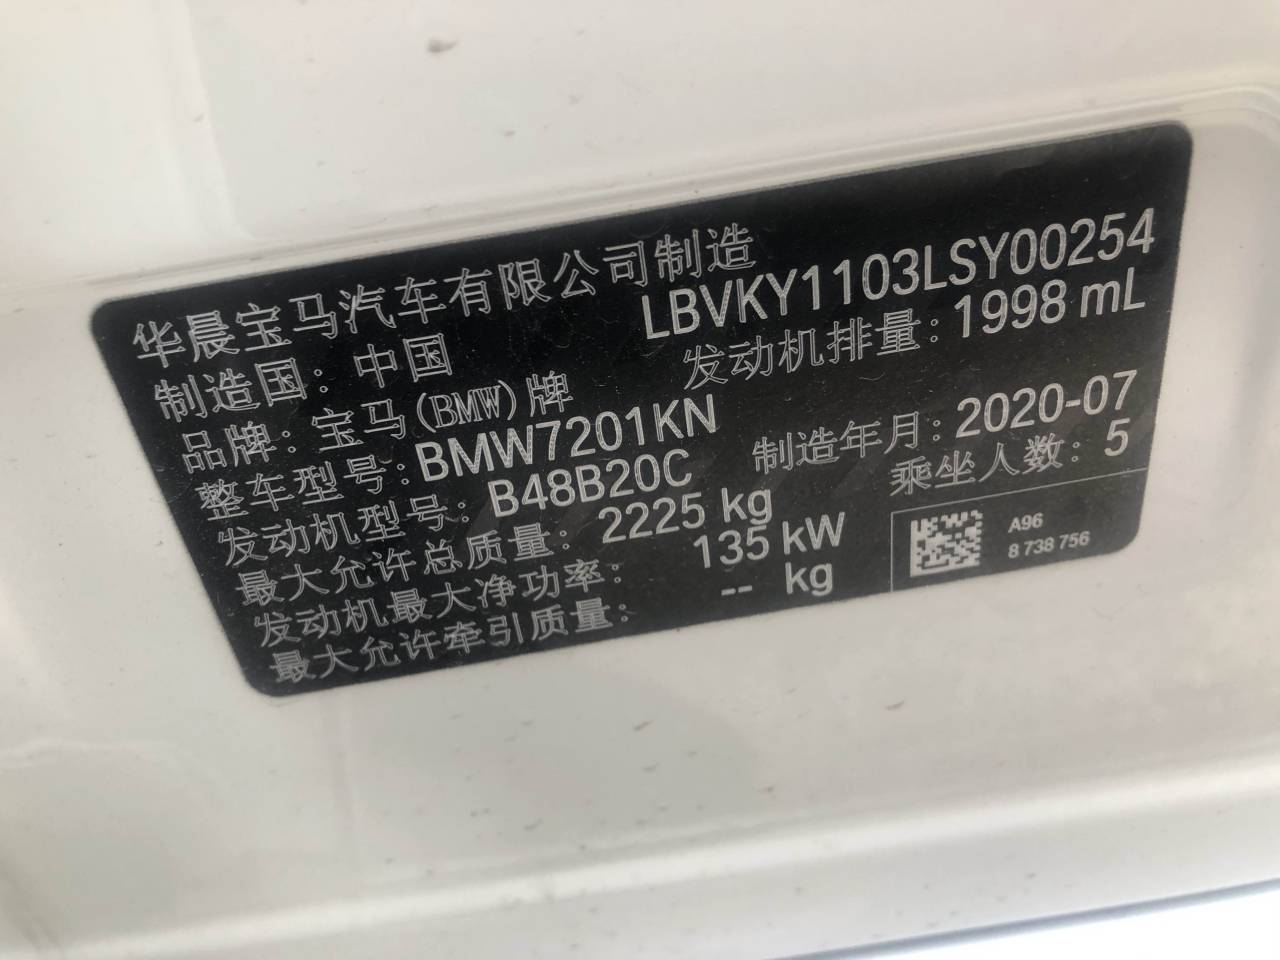 华晨宝马汽车有限公司制造
制造国：中国 LBVKY1103LSY00254
品牌：宝马(BMW)牌 发动机排量：1998 mL
整车型号：BMW7201KN
发动机型号：B48B20C 制造年月：2020-07
最大允许总质量：2225 kg 乘坐人数：5
发动机最大净功率：135 kW
最大允许牵引质量：-- kg
A96
8 738 756